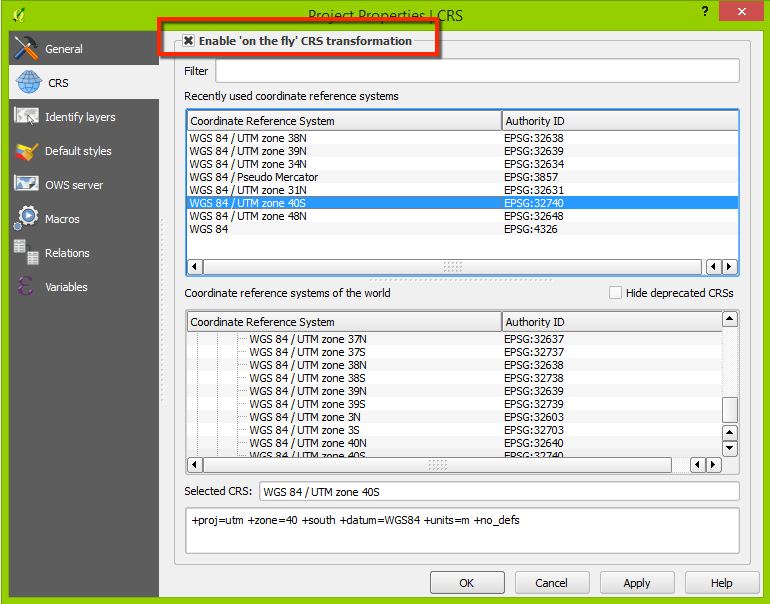 Project Properties | CRS
?
General
CRS
Identify layers
Default styles
OWS server
Macros
Relations
Variables
Enable 'on the fly' CRS transformation
Filter
Recently used coordinate reference systems
Coordinate Reference System Authority ID
WGS 84 / UTM zone 38N EPSG:32638
WGS 84 / UTM zone 39N EPSG:32639
WGS 84 / UTM zone 34N EPSG:32634
WGS 84 / Pseudo Mercator EPSG:3857
WGS 84 / UTM zone 31N EPSG:32631
WGS 84 / UTM zone 40S EPSG:32740
WGS 84 / UTM zone 48N EPSG:32648
WGS 84 EPSG:4326
Coordinate reference systems of the world Hide deprecated CRSs
Coordinate Reference System Authority ID
WGS 84 / UTM zone 37N EPSG:32637
WGS 84 / UTM zone 37S EPSG:32737
WGS 84 / UTM zone 38N EPSG:32638
WGS 84 / UTM zone 38S EPSG:32738
WGS 84 / UTM zone 39N EPSG:32639
WGS 84 / UTM zone 39S EPSG:32739
WGS 84 / UTM zone 3N EPSG:32603
WGS 84 / UTM zone 3S EPSG:32703
WGS 84 / UTM zone 40N EPSG:32640
WGS 84 / UTM zone 40S EPSG:32740
Selected CRS: WGS 84 / UTM zone 40S
+proj=utm +zone=40 +south +datum=WGS84 +units=m +no_defs
OK Cancel Apply Help